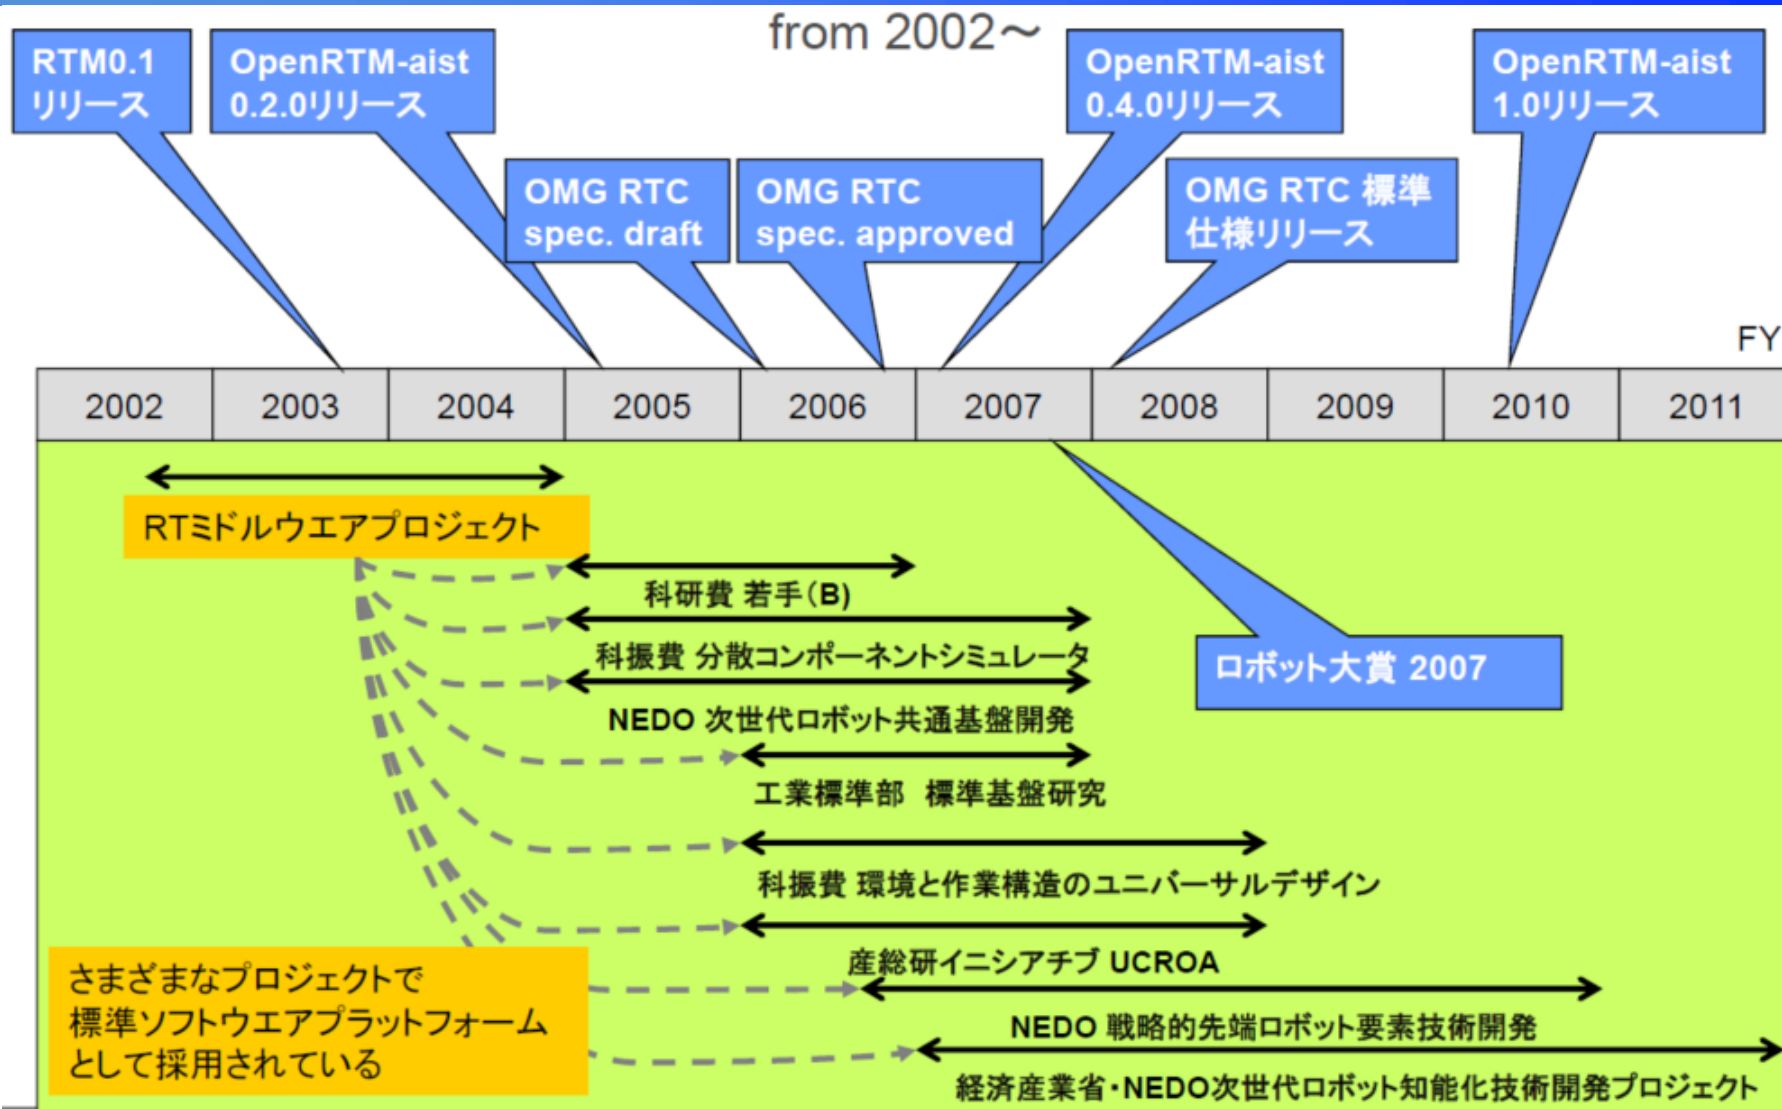 from 2002～
RTM0.1
リリース
OpenRTM-aist
0.2.0リリース
OpenRTM-aist
0.4.0リリース
OpenRTM-aist
1.0リリース
OMG RTC
spec. draft
OMG RTC
spec. approved
OMG RTC 標準
仕様リリース
FY
2002
2003
2004
2005
2006
2007
2008
2009
2010
2011
RTミドルウエアプロジェクト
科研費 若手（B)
科振費 分散コンポーネントシミュレータ
ロボット大賞 2007
NEDO 次世代ロボット共通基盤開発
工業標準部　標準基盤研究
科振費 環境と作業構造のユニバーサルデザイン
産総研イニシアチブ UCROA
さまざまなプロジェクトで
標準ソフトウエアプラットフォーム
として採用されている
NEDO 戦略的先端ロボット要素技術開発
経済産業省・NEDO次世代ロボット知能化技術開発プロジェクト